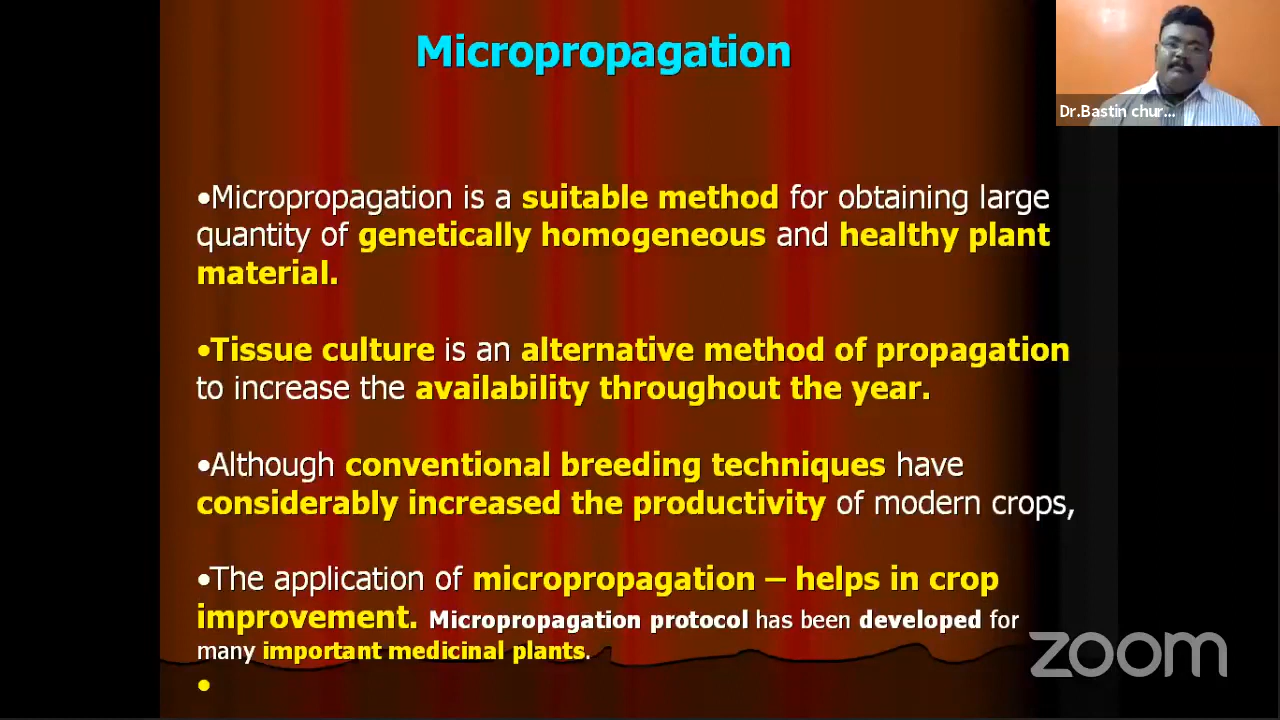 Micropropagation
Dr.Bastin chur...
•Micropropagation is a suitable method for obtaining large
quantity of genetically homogeneous and healthy plant
material.
•Tissue culture is an alternative method of propagation
to increase the availability throughout the year.
•Although conventional breeding techniques have
considerably increased the productivity of modern crops,
•The application of micropropagation – helps in crop
improvement. Micropropagation protocol has been developed for
many important medicinal plants.
•
zoom